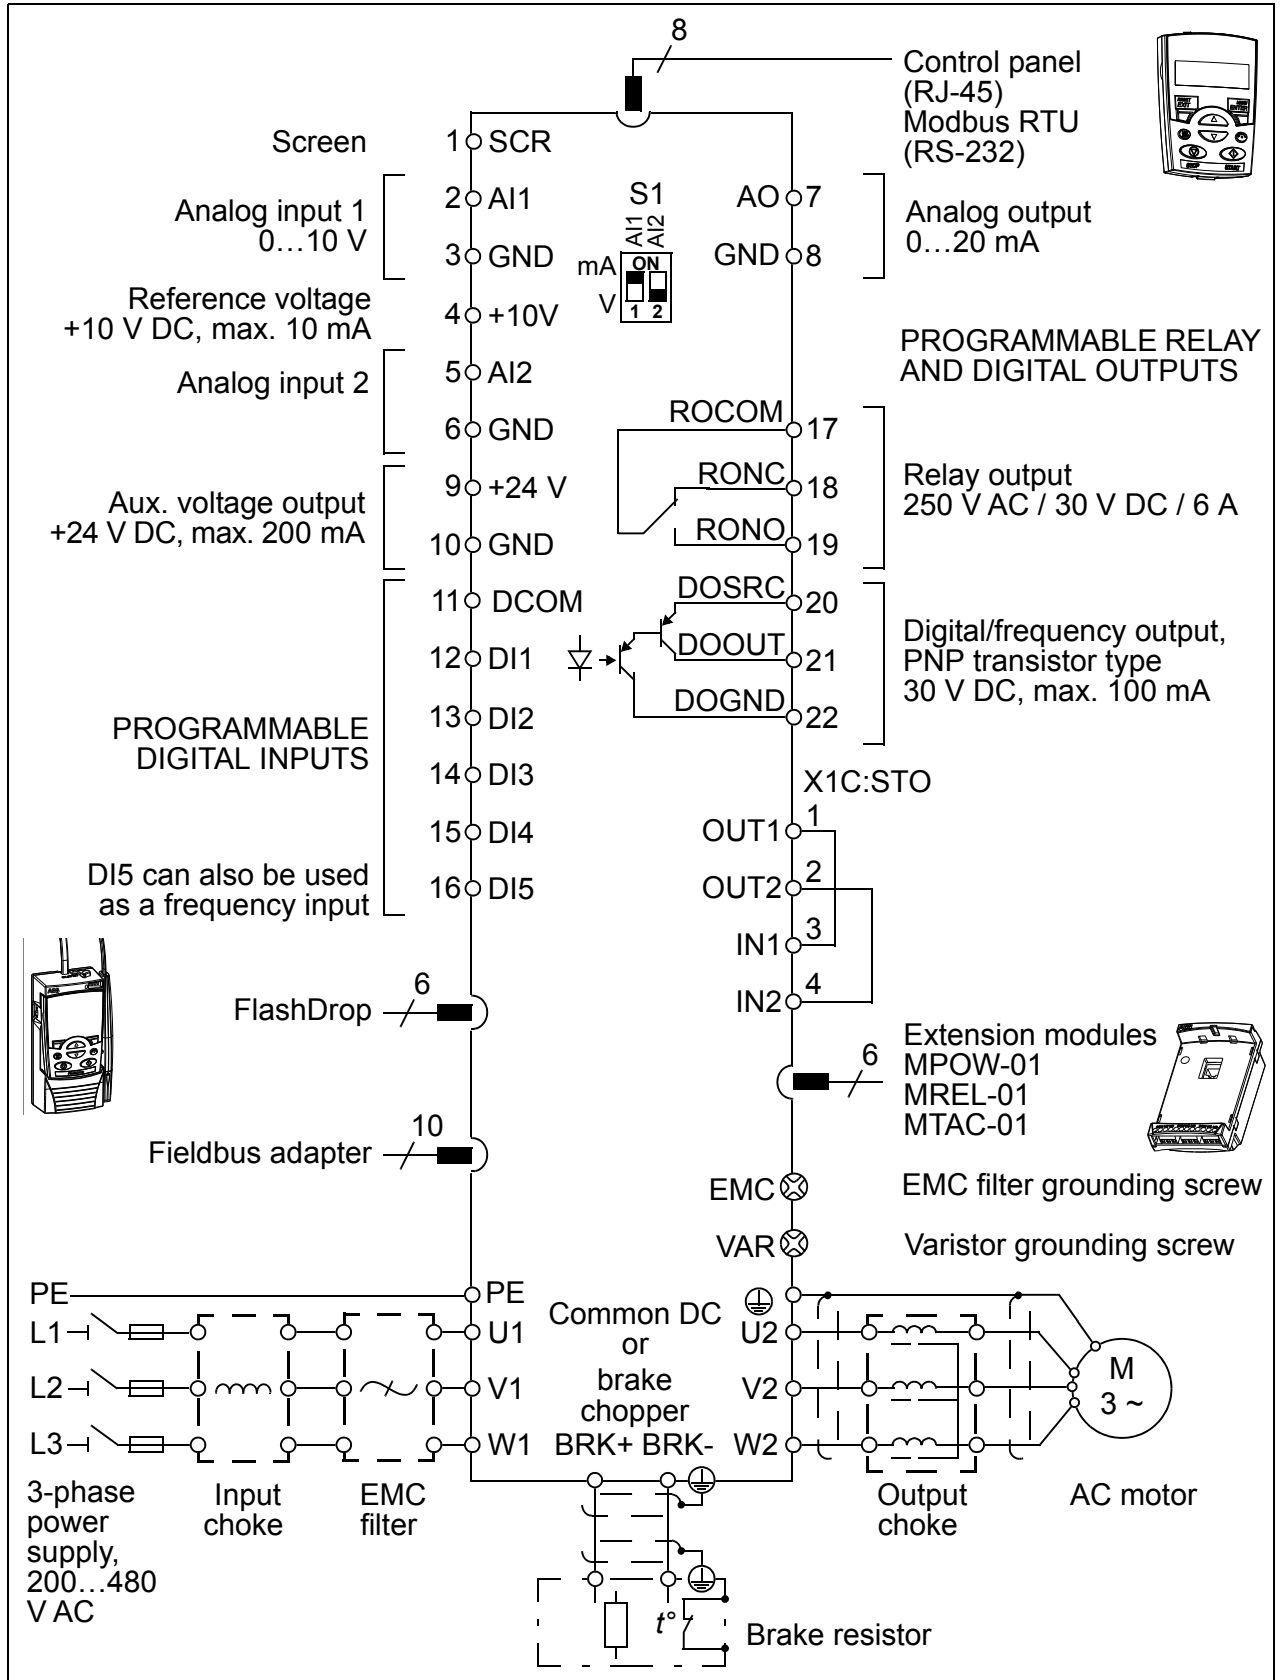 8
Control panel
(RJ-45)
Modbus RTU
(RS-232)
Screen
1 SCR
2 AI1
Analog input 1
0…10 V
3 GND
Reference voltage
+10 V DC, max. 10 mA
4 +10V
5 AI2
Analog input 2
6 GND
9 +24 V
Aux. voltage output
+24 V DC, max. 200 mA
10 GND
11 DCOM
12 DI1
13 DI2
PROGRAMMABLE
DIGITAL INPUTS
14 DI3
15 DI4
DI5 can also be used
as a frequency input
16 DI5
S1
AI1
AI2
mA
ON
V
1 2
AO 7
GND 8
Analog output
0…20 mA
PROGRAMMABLE RELAY
AND DIGITAL OUTPUTS
ROCOM 17
RONC 18
RONO 19
Relay output
250 V AC / 30 V DC / 6 A
DOSRC 20
DOOUT 21
DOGND 22
Digital/frequency output,
PNP transistor type
30 V DC, max. 100 mA
X1C:STO
OUT1 1
OUT2 2
IN1 3
IN2 4
FlashDrop
6
Fieldbus adapter
10
6
Extension modules
MPOW-01
MREL-01
MTAC-01
EMC
EMC filter grounding screw
VAR
Varistor grounding screw
PE
PE
L1
U1
L2
V1
L3
W1
Common DC
or
brake
chopper
BRK+ BRK-
U2
V2
W2
M
3 ~
3-phase
power
supply,
200…480
V AC
Input
choke
EMC
filter
Output
choke
AC motor
t°
Brake resistor
STOP
START